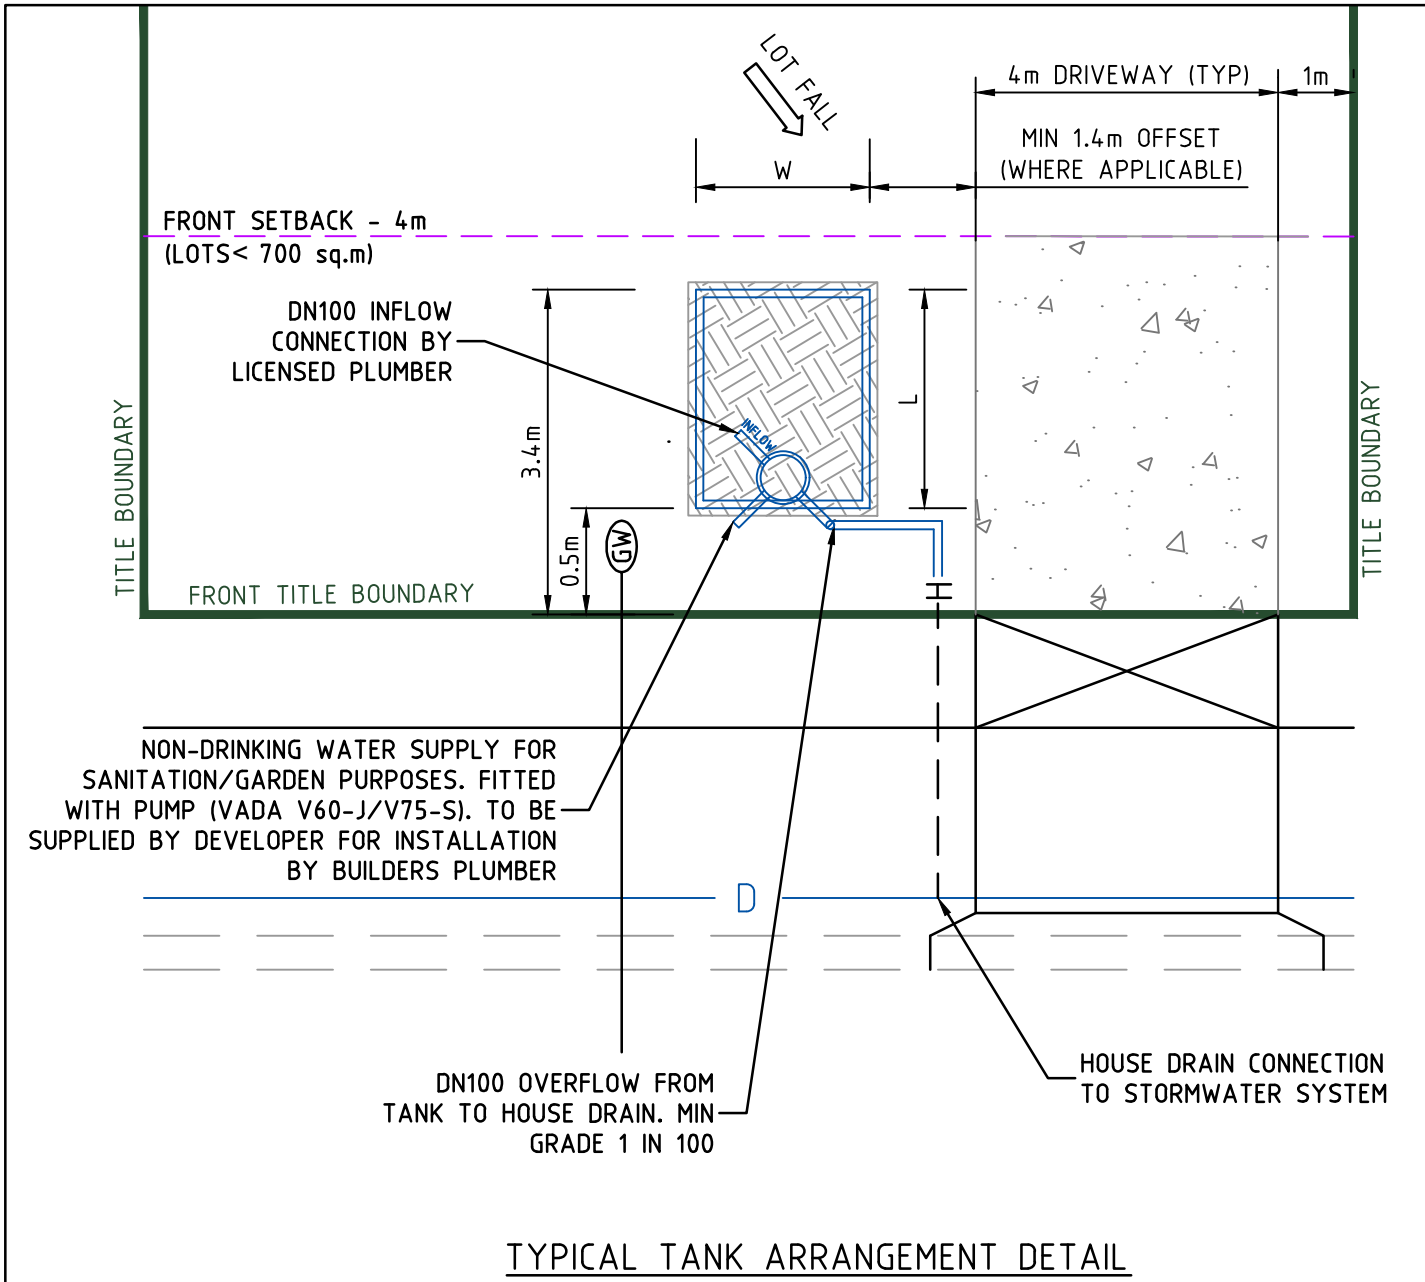 LOT FALL
4m DRIVEWAY (TYP)
1m
MIN 1.4m OFFSET
(WHERE APPLICABLE)
W
FRONT SETBACK - 4m
(LOTS< 700 sq.m)
DN100 INFLOW
CONNECTION BY
LICENSED PLUMBER
INFLOW
L
3.4m
0.5m
GW
TITLE BOUNDARY
TITLE BOUNDARY
FRONT TITLE BOUNDARY
H
NON-DRINKING WATER SUPPLY FOR
SANITATION/GARDEN PURPOSES. FITTED
WITH PUMP (VADA V60-J/V75-S). TO BE
SUPPLIED BY DEVELOPER FOR INSTALLATION
BY BUILDERS PLUMBER
D
DN100 OVERFLOW FROM
TANK TO HOUSE DRAIN. MIN
GRADE 1 IN 100
HOUSE DRAIN CONNECTION
TO STORMWATER SYSTEM
TYPICAL TANK ARRANGEMENT DETAIL